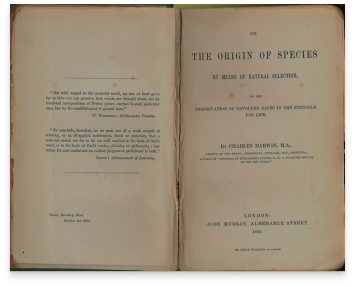 "But with regard to the material world, we can at least go so
far as this—we can perceive that events are brought about not by
insulated interpositions of Divine power, exerted in each particular
case, but by the establishment of general laws."
W. Whewell: Bridgewater Treatise.
"To conclude, therefore, let no man out of a weak conceit of
sobriety, or an ill-applied moderation, think or maintain, that a
man can search too far or be too well studied in the book of God's
word, or in the book of God's works; divinity or philosophy; but
rather let men endeavour an endless progress or proficience in both."
Bacon: Advancement of Learning.
Down, Bromley, Kent,
October 1st, 1859.
ON
THE ORIGIN OF SPECIES
BY MEANS OF NATURAL SELECTION,
OR THE
PRESERVATION OF FAVOURED RACES IN THE STRUGGLE
FOR LIFE.
By CHARLES DARWIN, M.A.,
FELLOW OF THE ROYAL, GEOLOGICAL, LINNÆAN, ETC., SOCIETIES;
AUTHOR OF 'JOURNAL OF RESEARCHES DURING H. M. S. BEAGLE'S VOYAGE
ROUND THE WORLD.'
LONDON:
JOHN MURRAY, ALBEMARLE STREET.
1859.
The right of Translation is reserved.